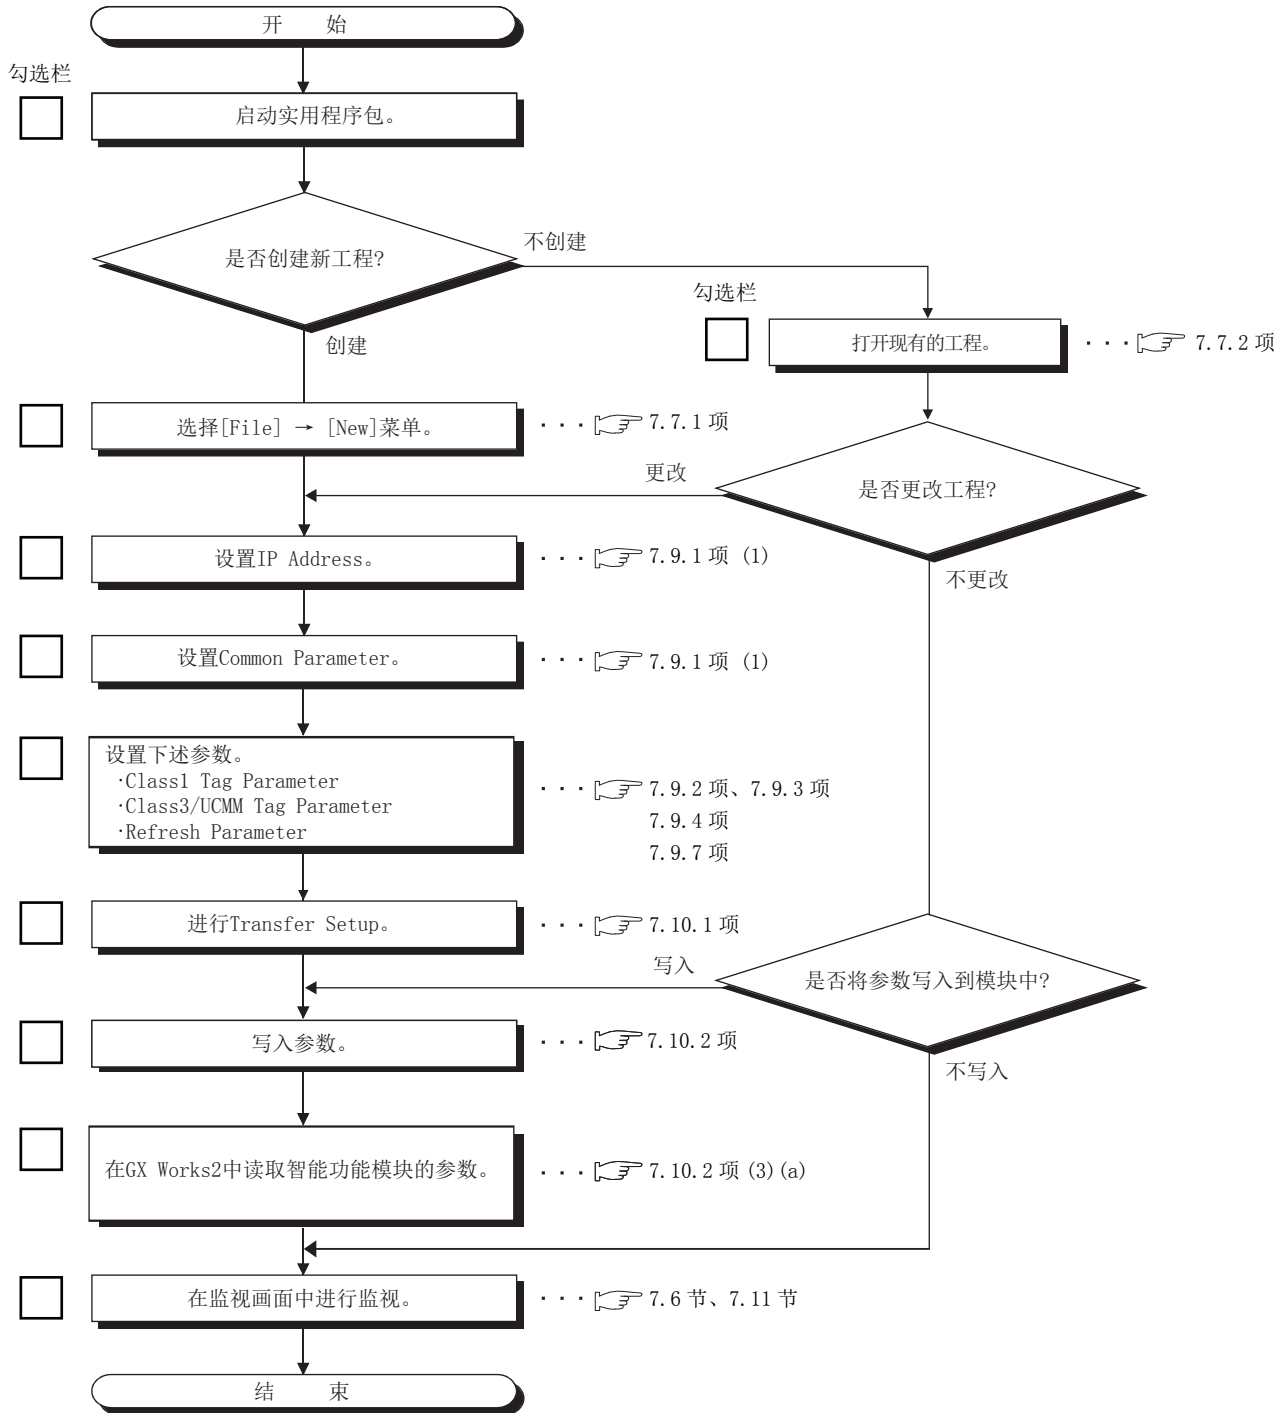 开 始
勾选栏
启动实用程序包。
是否创建新工程?
不创建
创建
勾选栏
打开现有的工程。
···7.7.2 项
选择[File] → [New]菜单。
···7.7.1 项
是否更改工程?
更改
不更改
设置IP Address。
···7.9.1 项 (1)
设置Common Parameter。
···7.9.1 项 (1)
设置下述参数。
·Class1 Tag Parameter
·Class3/UCMM Tag Parameter
·Refresh Parameter
···7.9.2 项、7.9.3 项
7.9.4 项
7.9.7 项
进行Transfer Setup。
···7.10.1 项
是否将参数写入到模块中?
写入
不写入
写入参数。
···7.10.2 项
在GX Works2中读取智能功能模块的参数。
···7.10.2 项 (3)(a)
在监视画面中进行监视。
···7.6 节、7.11 节
结 束